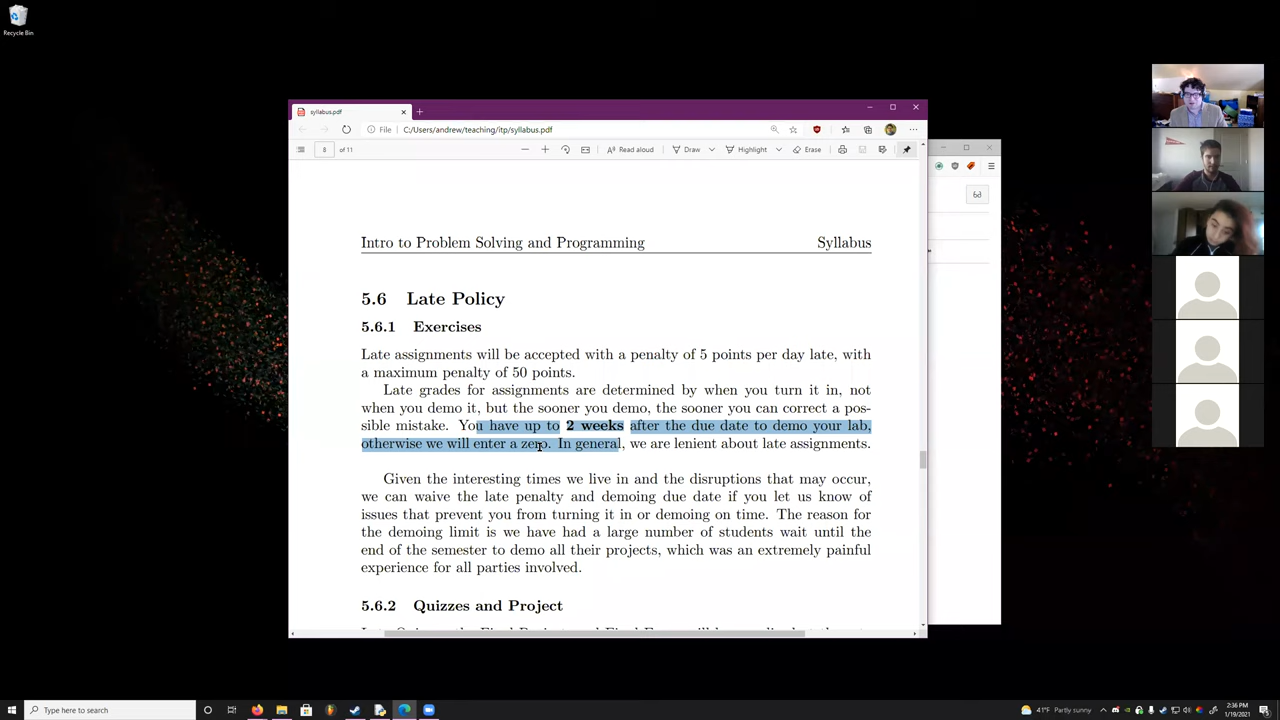 Recycle Bin
syllabus.pdf
File
C:/Users/andrew/teaching/itp/syllabus.pdf
8 of 11
Read aloud
Draw
Highlight
Erase
Intro to Problem Solving and Programming Syllabus
5.6 Late Policy
5.6.1 Exercises
Late assignments will be accepted with a penalty of 5 points per day late, with
a maximum penalty of 50 points.
Late grades for assignments are determined by when you turn it in, not
when you demo it, but the sooner you demo, the sooner you can correct a pos-
sible mistake. You have up to 2 weeks after the due date to demo your lab,
otherwise we will enter a zero. In general, we are lenient about late assignments.
Given the interesting times we live in and the disruptions that may occur,
we can waive the late penalty and demoing due date if you let us know of
issues that prevent you from turning it in or demoing on time. The reason for
the demoing limit is we have had a large number of students wait until the
end of the semester to demo all their projects, which was an extremely painful
experience for all parties involved.
5.6.2 Quizzes and Project
Type here to search
41°F Partly sunny
2:36 PM
1/19/2021